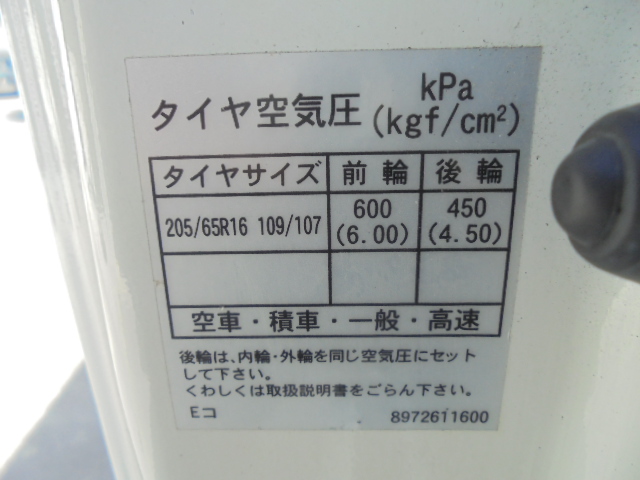 タイヤ空気圧 kPa
(kgf/cm²)
タイヤサイズ 前輪 後輪
205/65R16 109/107 600 450
(6.00) (4.50)
空車・積車・一般・高速
後輪は、内輪・外輪を同じ空気圧にセット
して下さい。
くわしくは取扱説明書をごらん下さい。
Eコ 8972611600